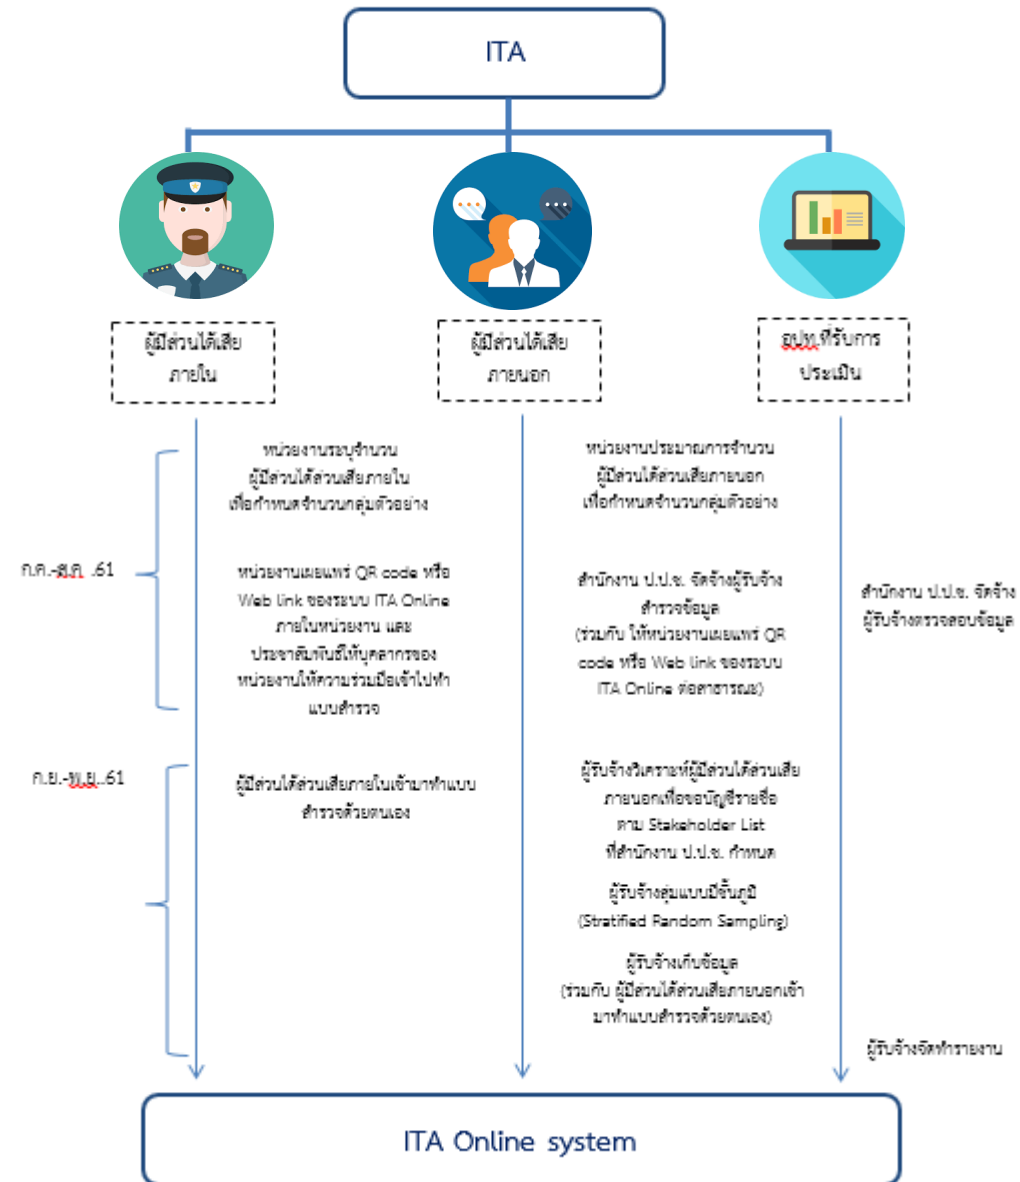 ITA
ผู้มีส่วนได้เสีย
ภายใน
ผู้มีส่วนได้เสีย
ภายนอก
อปท.ที่รับการ
ประเมิน
ก.ค.-ส.ค. .61
หน่วยงานระบุจำนวน
ผู้มีส่วนได้ส่วนเสียภายใน
เพื่อกำหนดจำนวนกลุ่มตัวอย่าง
หน่วยงานเผยแพร่ QR code หรือ
Web link ของระบบ ITA Online
ภายในหน่วยงาน และ
ประชาสัมพันธ์ให้บุคลากรของ
หน่วยงานให้ความร่วมมือเข้าไปทำ
แบบสำรวจ
หน่วยงานประมาณการจำนวน
ผู้มีส่วนได้ส่วนเสียภายนอก
เพื่อกำหนดจำนวนกลุ่มตัวอย่าง
สำนักงาน ป.ป.ช. จัดจ้างผู้รับจ้าง
สำรวจข้อมูล
(ร่วมกับ ให้หน่วยงานเผยแพร่ QR
code หรือ Web link ของระบบ
ITA Online ต่อสาธารณะ)
สำนักงาน ป.ป.ช. จัดจ้าง
ผู้รับจ้างตรวจสอบข้อมูล
ก.ย.-พ.ย..61
ผู้มีส่วนได้ส่วนเสียภายในเข้ามาทำแบบ
สำรวจด้วยตนเอง
ผู้รับจ้างวิเคราะห์ผู้มีส่วนได้ส่วนเสีย
ภายนอกเพื่อขอบัญชีรายชื่อ
ตาม Stakeholder List
ที่สำนักงาน ป.ป.ช. กำหนด
ผู้รับจ้างสุ่มแบบมีชั้นภูมิ
(Stratified Random Sampling)
ผู้รับจ้างเก็บข้อมูล
(ร่วมกับ ผู้มีส่วนได้ส่วนเสียภายนอกเข้า
มาทำแบบสำรวจด้วยตนเอง)
ผู้รับจ้างจัดทำรายงาน
ITA Online system